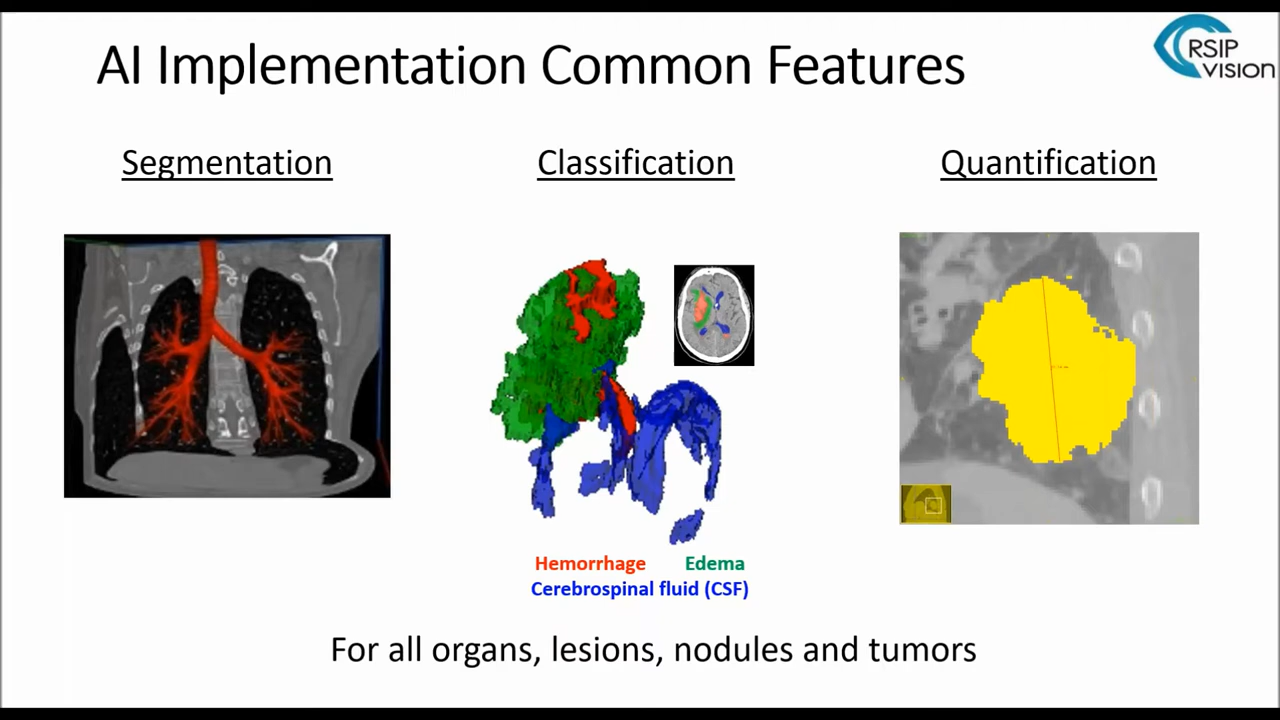 AI Implementation Common Features
RSIP
vision
Segmentation
Classification
Quantification
Hemorrhage Edema
Cerebrospinal fluid (CSF)
For all organs, lesions, nodules and tumors